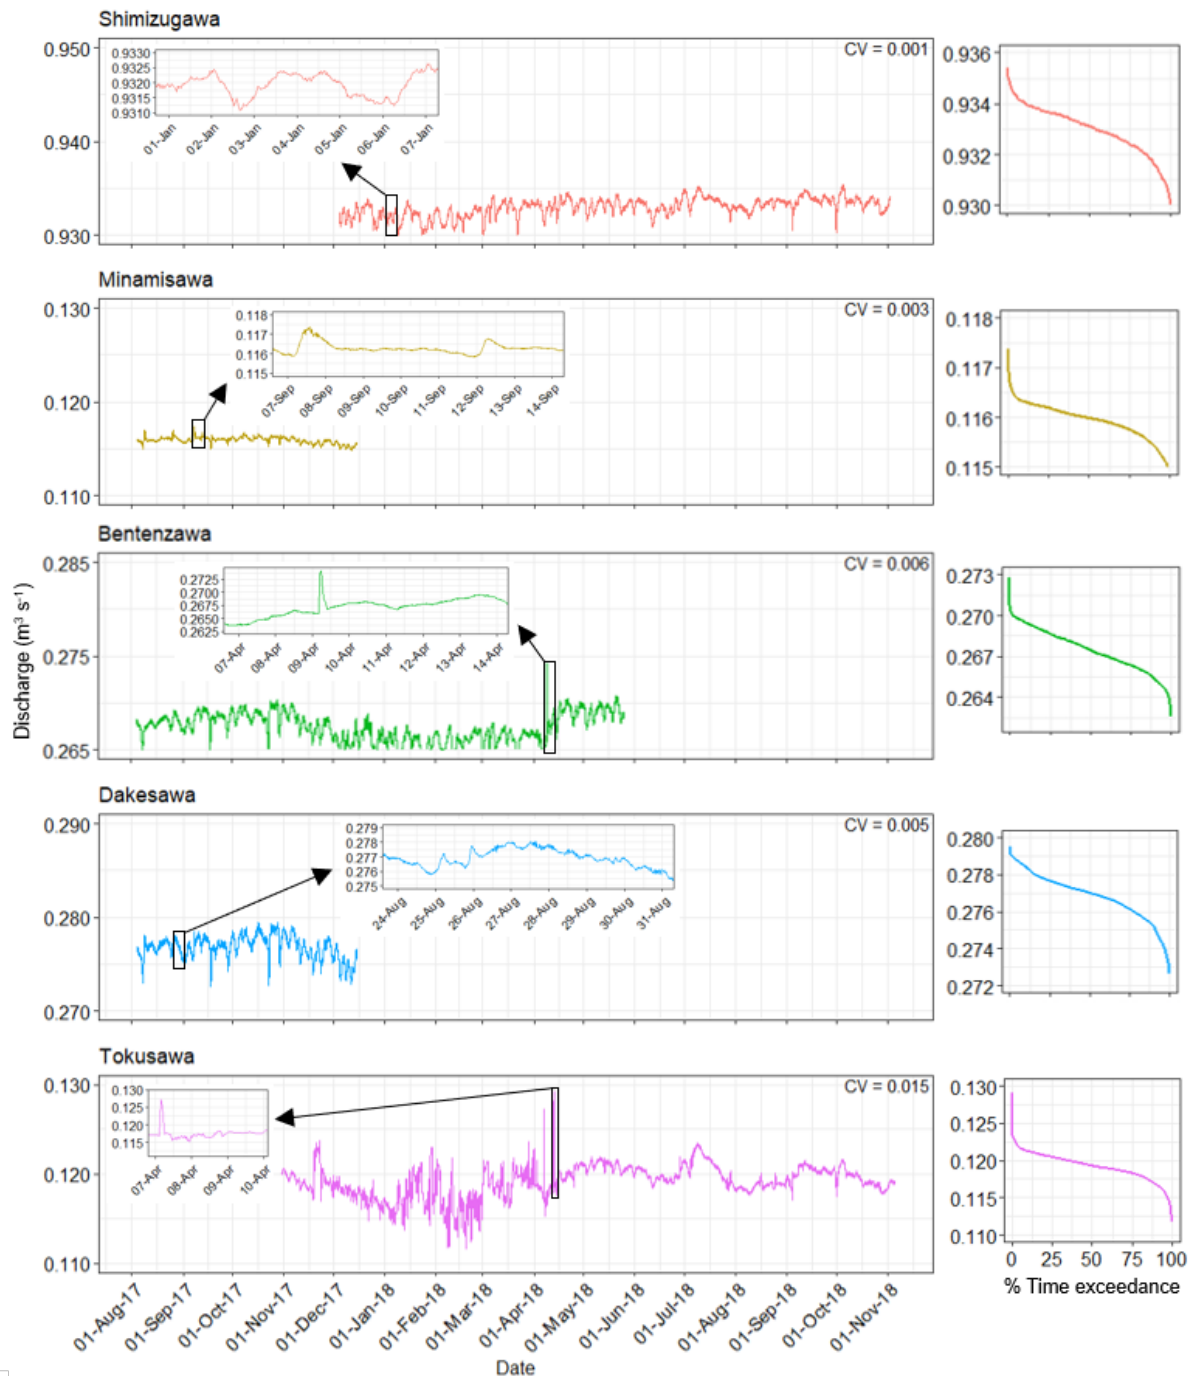 Shimizugawa
0.950
0.940
0.930
CV = 0.001
0.9330
0.9325
0.9320
0.9315
0.9310
01-Jan
02-Jan
03-Jan
04-Jan
05-Jan
06-Jan
07-Jan
0.936
0.934
0.932
0.930
Minamisawa
0.130
0.120
0.110
CV = 0.003
0.118
0.117
0.116
0.115
07-Sep
08-Sep
09-Sep
10-Sep
11-Sep
12-Sep
13-Sep
14-Sep
0.118
0.117
0.116
0.115
Bentenzawa
0.285
0.275
0.265
CV = 0.006
0.2725
0.2700
0.2675
0.2650
0.2625
07-Apr
08-Apr
09-Apr
10-Apr
11-Apr
12-Apr
13-Apr
14-Apr
0.273
0.270
0.267
0.264
Discharge (m³ s⁻¹)
Dakesawa
0.290
0.280
0.270
CV = 0.005
0.279
0.278
0.277
0.276
0.275
24-Aug
25-Aug
26-Aug
27-Aug
28-Aug
29-Aug
30-Aug
31-Aug
0.280
0.278
0.276
0.274
0.272
Tokusawa
0.130
0.120
0.110
CV = 0.015
0.130
0.125
0.120
0.115
07-Apr
08-Apr
09-Apr
10-Apr
0.130
0.125
0.120
0.115
0.110
0 25 50 75 100
% Time exceedance
01-Aug-17
01-Sep-17
01-Oct-17
01-Nov-17
01-Dec-17
01-Jan-18
01-Feb-18
01-Mar-18
01-Apr-18
01-May-18
01-Jun-18
01-Jul-18
01-Aug-18
01-Sep-18
01-Oct-18
01-Nov-18
Date